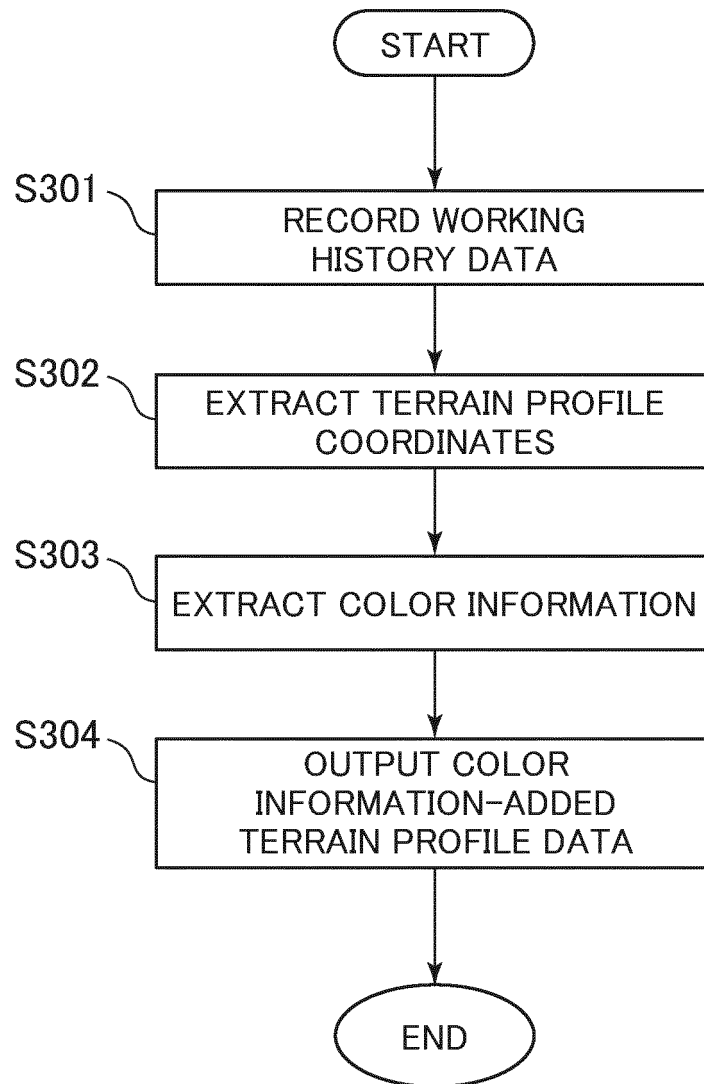 START
S301
RECORD WORKING
HISTORY DATA
S302
EXTRACT TERRAIN PROFILE
COORDINATES
S303
EXTRACT COLOR INFORMATION
S304
OUTPUT COLOR
INFORMATION-ADDED
TERRAIN PROFILE DATA
END